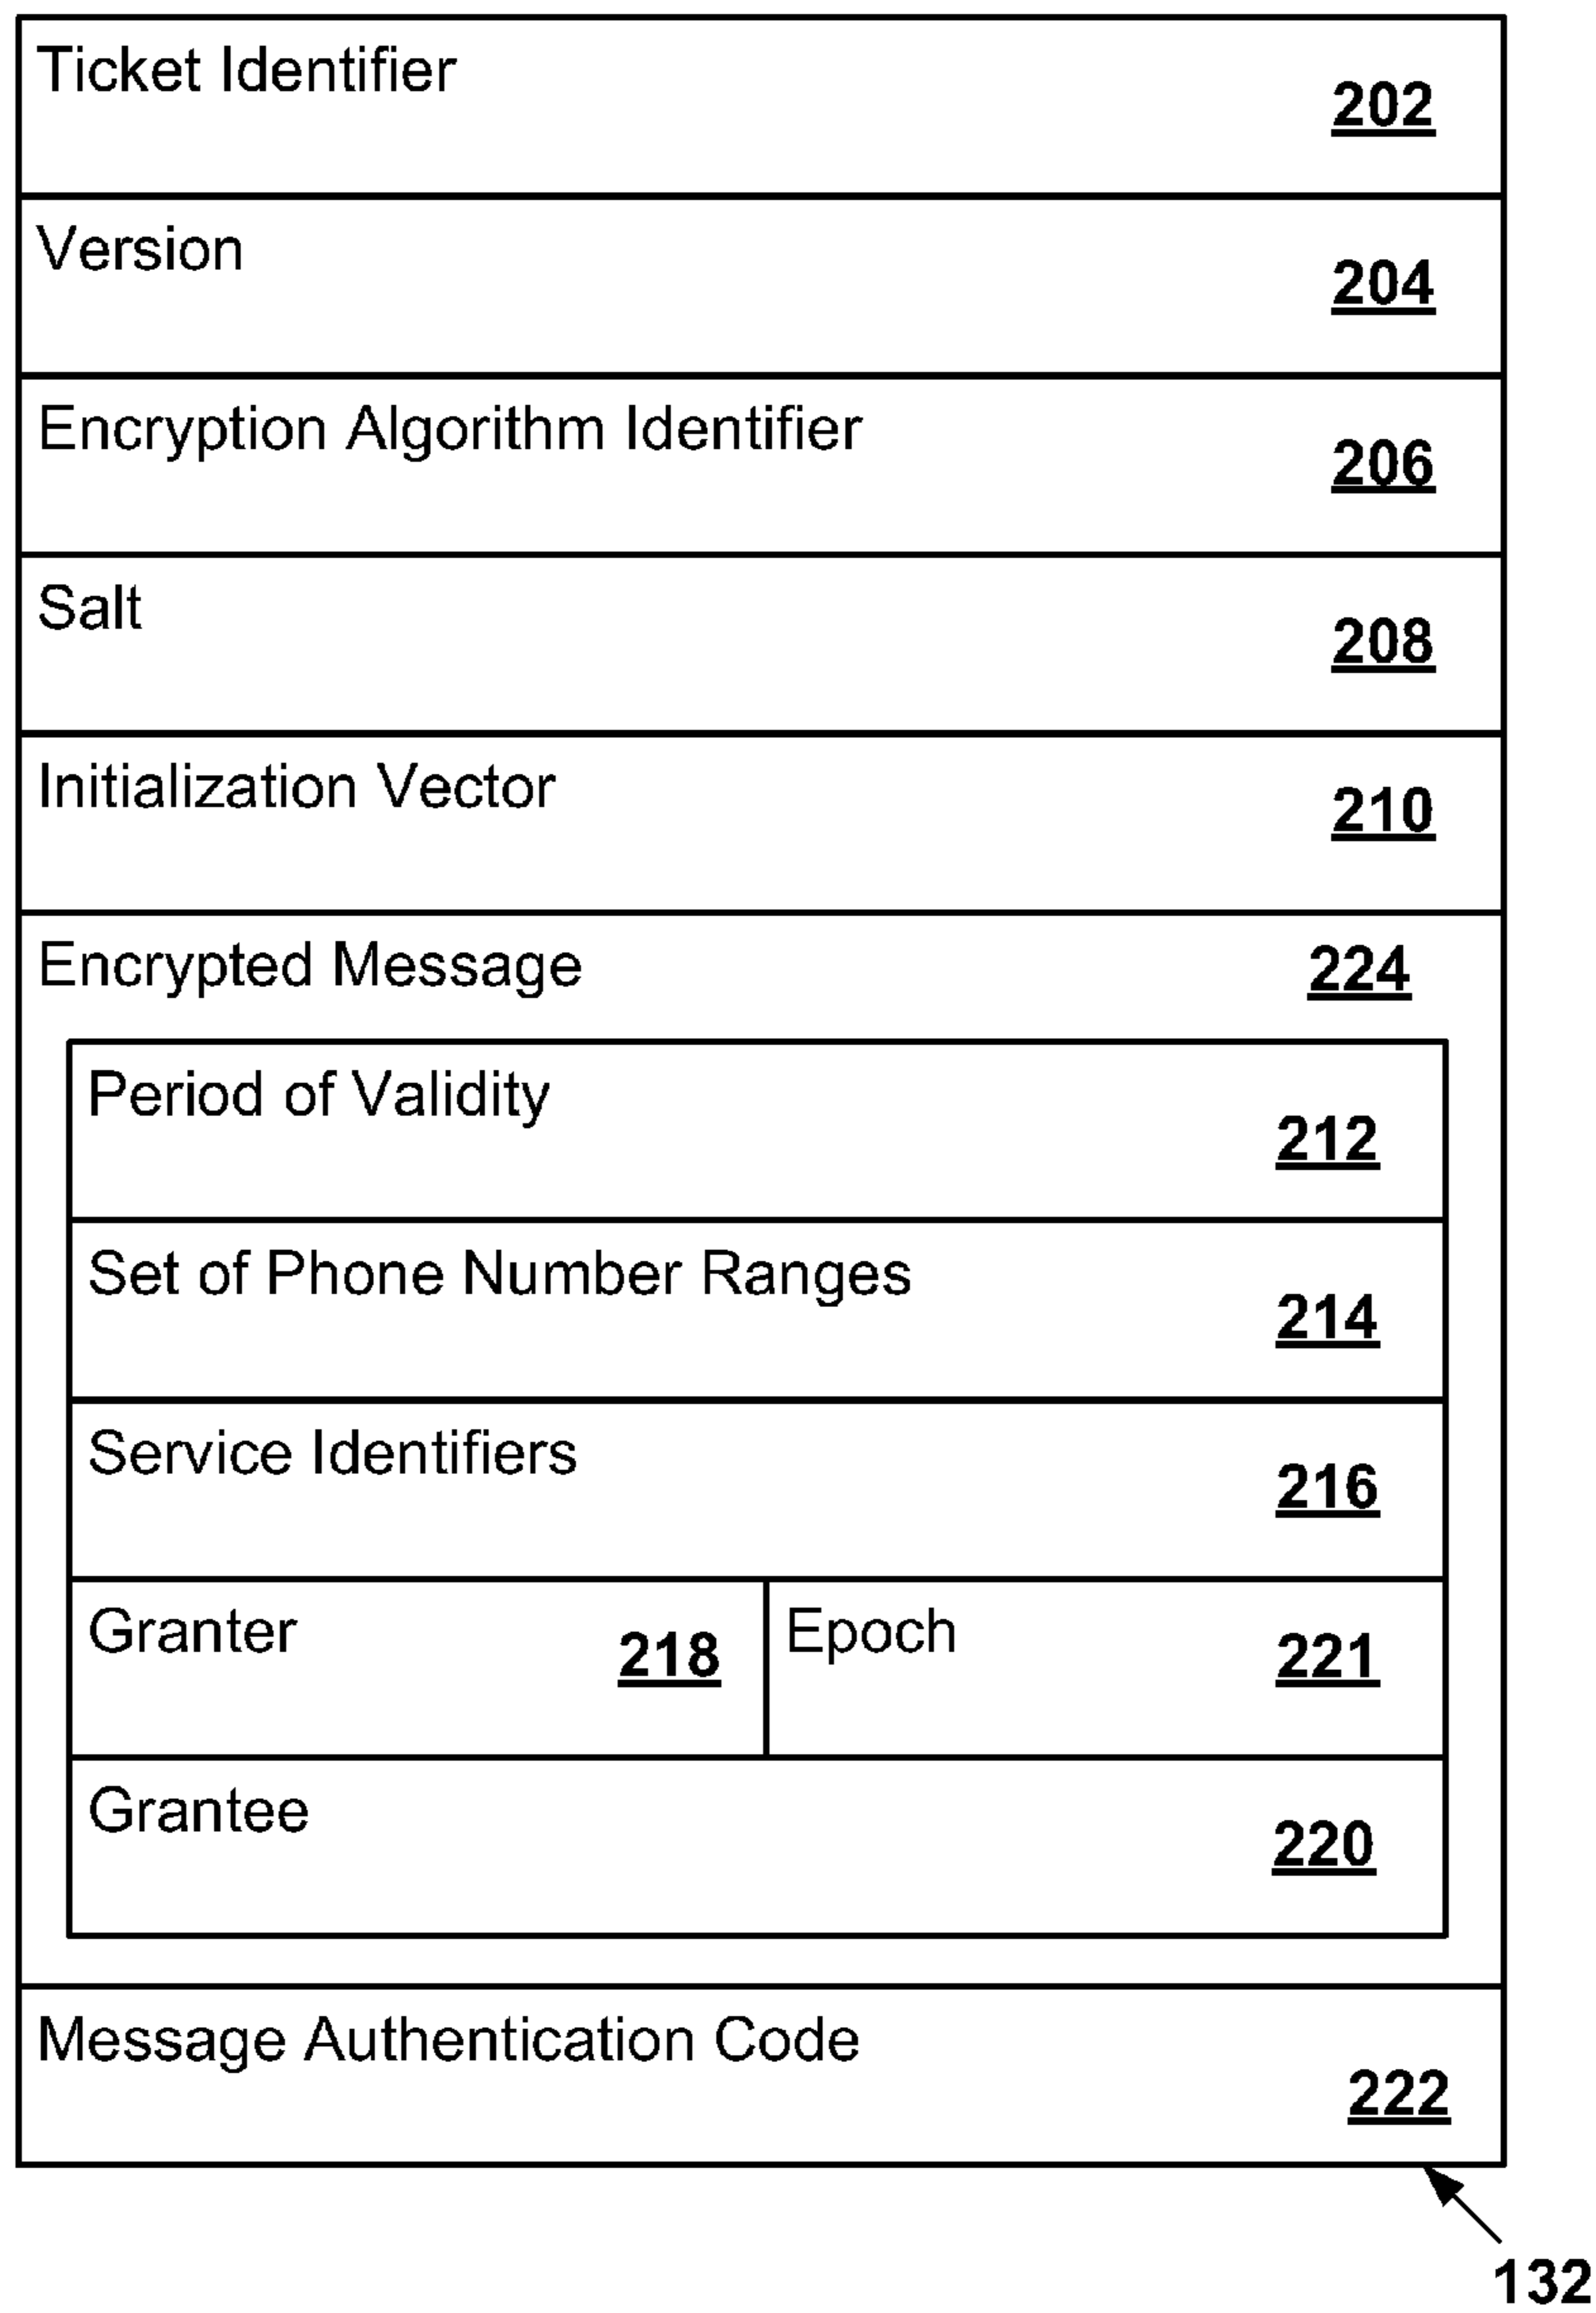 Ticket Identifier
202
Version
204
Encryption Algorithm Identifier
206
Salt
208
Initialization Vector
210
Encrypted Message 224
Period of Validity
212
Set of Phone Number Ranges
214
Service Identifiers
216
Granter 218 Epoch 221
Grantee
220
Message Authentication Code
222
132